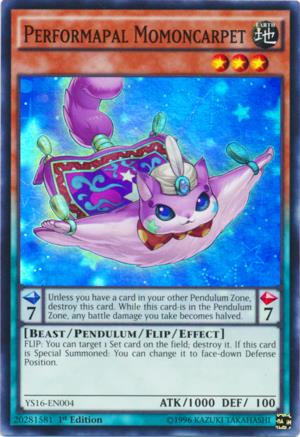 PERFORMAPAL MOMONCARPET
EARTH
地
Unless you have a card in your other Pendulum Zone,
destroy this card. While this card-is-in the Pendulum
Zone, any battle damage you take becomes halved.
7
7
[BEAST/PENDULUM/FLIP/EFFECT]
FLIP: You can target 1 Set card on the field; destroy it. If this card
is Special Summoned: You can change it to face-down Defense
Position.
YS16-EN004
ATK/1000 DEF/ 100
20281581
1st Edition
©1996 KAZUKI TAKAHASHI